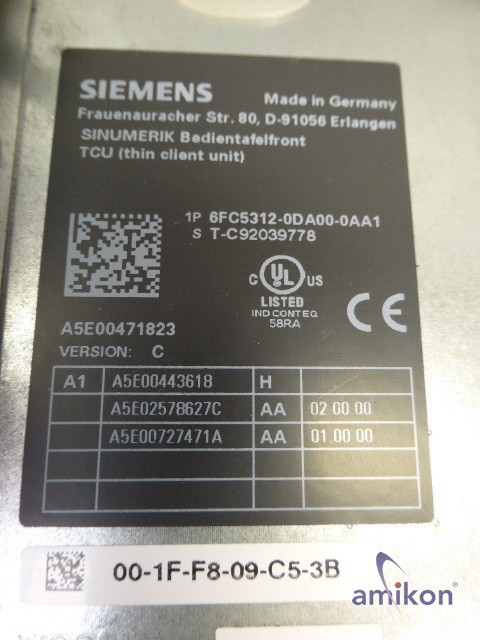 SIEMENS
Made in Germany
Frauenauracher Str. 80, D-91056 Erlangen
SINUMERIK Bedientafelfront
TCU (thin client unit)
1P 6FC5312-0DA00-0AA1
S T-C92039778
C UL US
LISTED
IND CONT EQ
58RA
CE
A5E00471823
VERSION: C
A1 A5E00443618 H
A5E02578627C AA 02 00 00
A5E00727471A AA 01 00 00
00-1F-F8-09-C5-3B
amikon